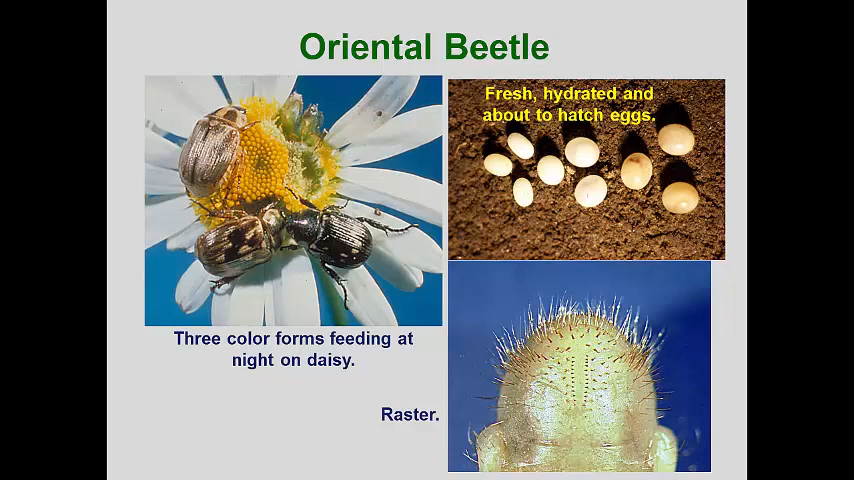 Oriental Beetle
Fresh, hydrated and
about to hatch eggs.
Three color forms feeding at
night on daisy.
Raster.